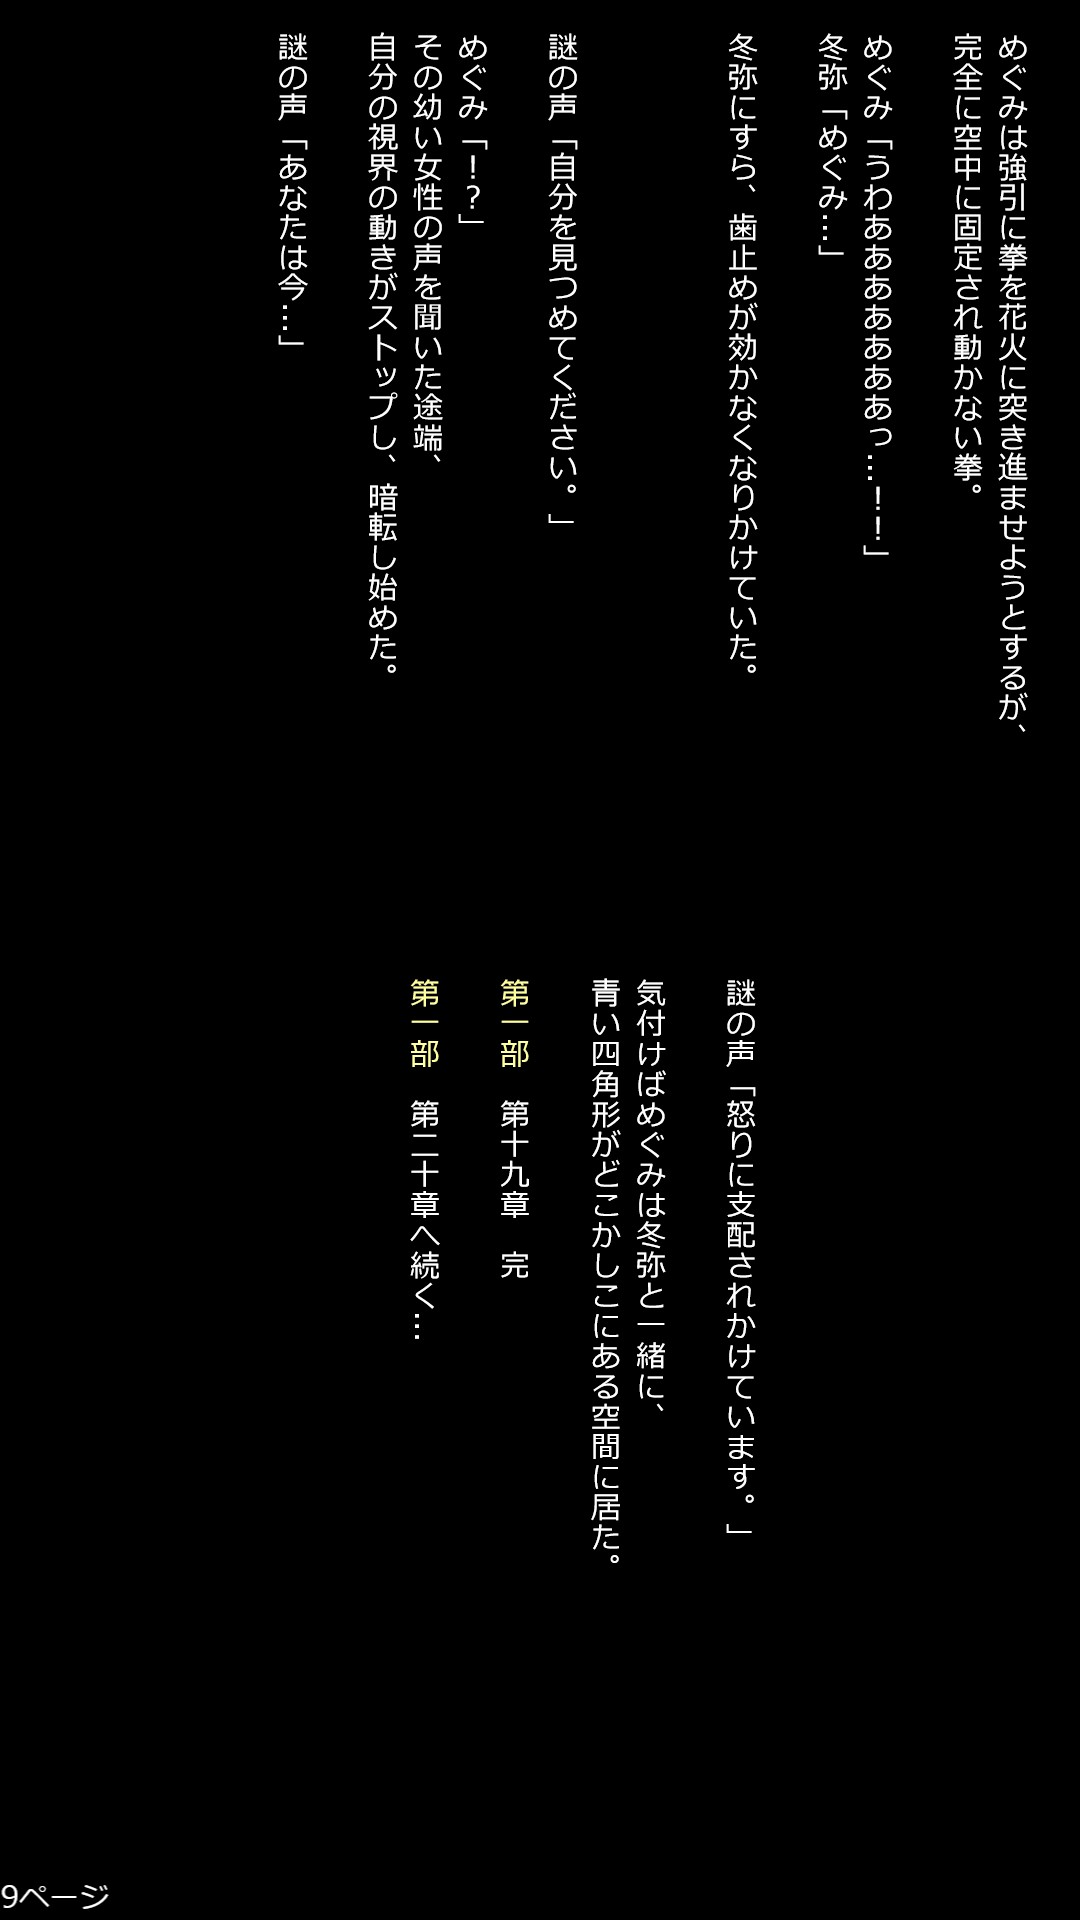 めぐみは強引に拳を花火に突き進ませようとするが、
完全に空中に固定され動かない拳。
めぐみ「うわああああああああっ…！！」
冬弥「めぐみ…」
冬弥にすら、歯止めが効かなくなりかけていた。
謎の声「自分を見つめてください。」
めぐみ「！？」
その幼い女性の声を聞いた途端、
自分の視界の動きがストップし、暗転し始めた。
謎の声「あなたは今…」
謎の声「怒りに支配されかけています。」
気付けばめぐみは冬弥と一緒に、
青い四角形がどこかしこにある空間に居た。
第一部　第十九章　完
第一部　第二十章へ続く…
9ページ